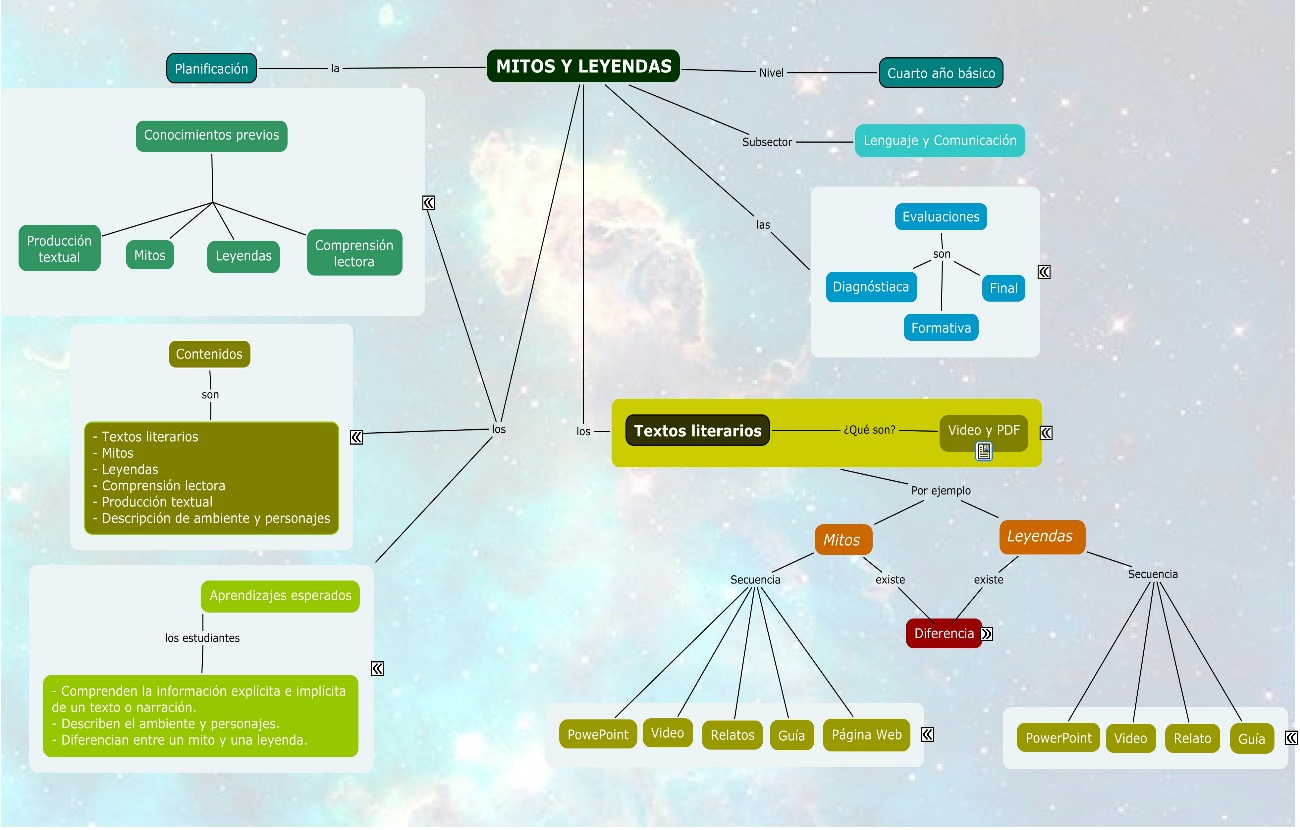 MITOS Y LEYENDAS
Planificación
la
Nivel
Cuarto año básico
Subsector
Lenguaje y Comunicación
Conocimientos previos
Producción
textual
Mitos
Leyendas
Comprensión
lectora
las
Evaluaciones
son
Diagnóstiaca
Final
Formativa
Contenidos
son
- Textos literarios
- Mitos
- Leyendas
- Comprensión lectora
- Producción textual
- Descripción de ambiente y personajes
los
los
Textos literarios
¿Qué son?
Video y PDF
Por ejemplo
Mitos
Leyendas
Secuencia
existe
existe
Secuencia
Diferencia
Aprendizajes esperados
los estudiantes
- Comprenden la información explícita e implícita
de un texto o narración.
- Describen el ambiente y personajes.
- Diferencian entre un mito y una leyenda.
PowePoint
Video
Relatos
Guía
Página Web
PowerPoint
Video
Relato
Guía